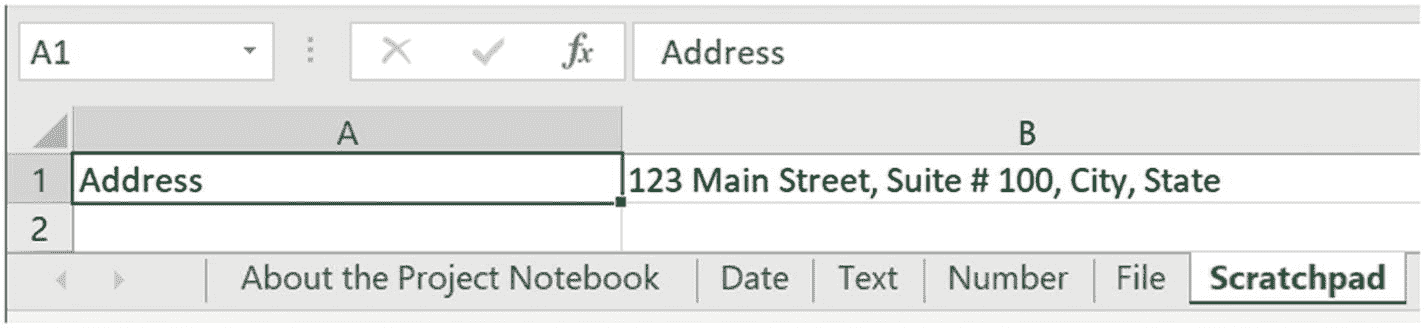 A1 fx Address
A B
1 Address 123 Main Street, Suite # 100, City, State
2
About the Project Notebook Date Text Number File Scratchpad